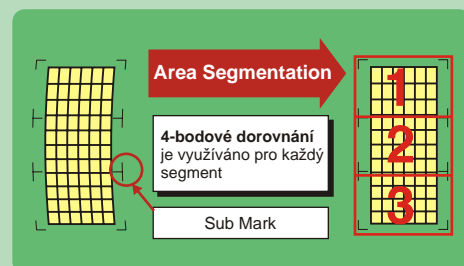 Area Segmentation
4-bodové dorovnání
je využíváno pro každý
segment
Sub Mark
1
2
3